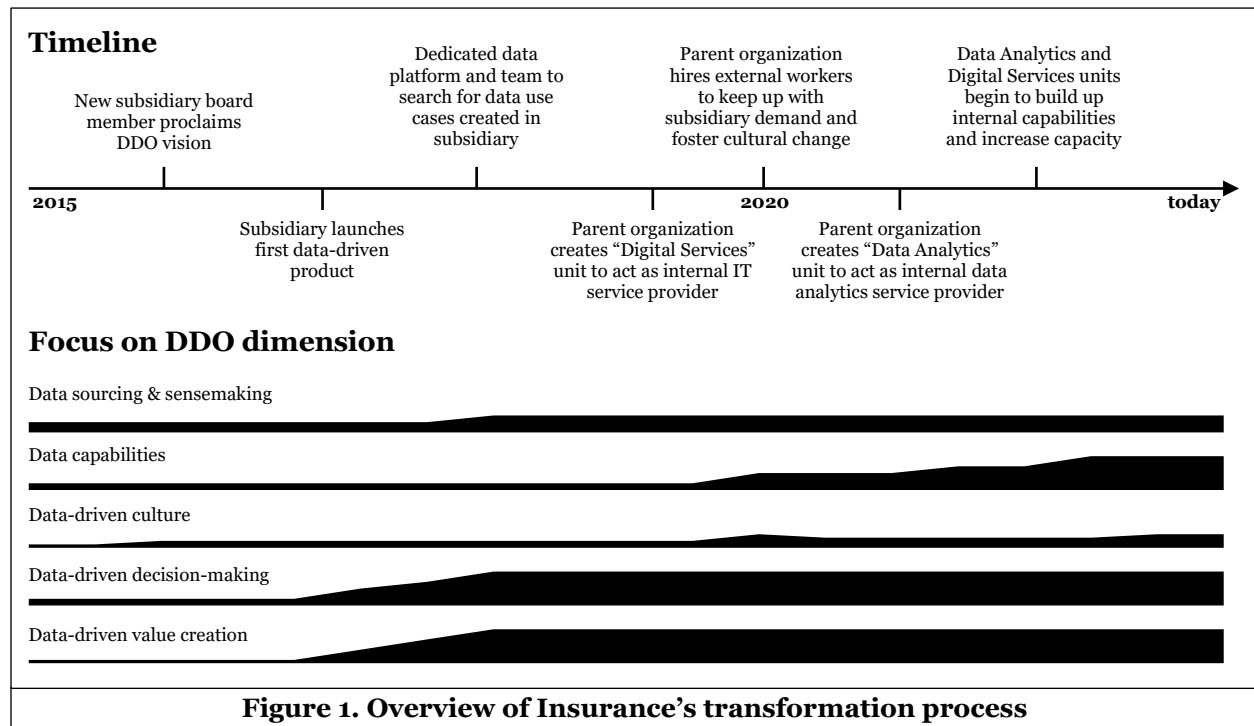 Timeline
New subsidiary board
member proclaims
DDO vision
Dedicated data
platform and team to
search for data use
cases created in
subsidiary
Parent organization
hires external workers
to keep up with
subsidiary demand and
foster cultural change
Data Analytics and
Digital Services units
begin to build up
internal capabilities
and increase capacity
2015
2020
today
Subsidiary launches
first data-driven
product
Parent organization
creates “Digital Services”
unit to act as internal IT
service provider
Parent organization
creates “Data Analytics”
unit to act as internal data
analytics service provider
Focus on DDO dimension
Data sourcing & sensemaking
Data capabilities
Data-driven culture
Data-driven decision-making
Data-driven value creation
Figure 1. Overview of Insurance’s transformation process